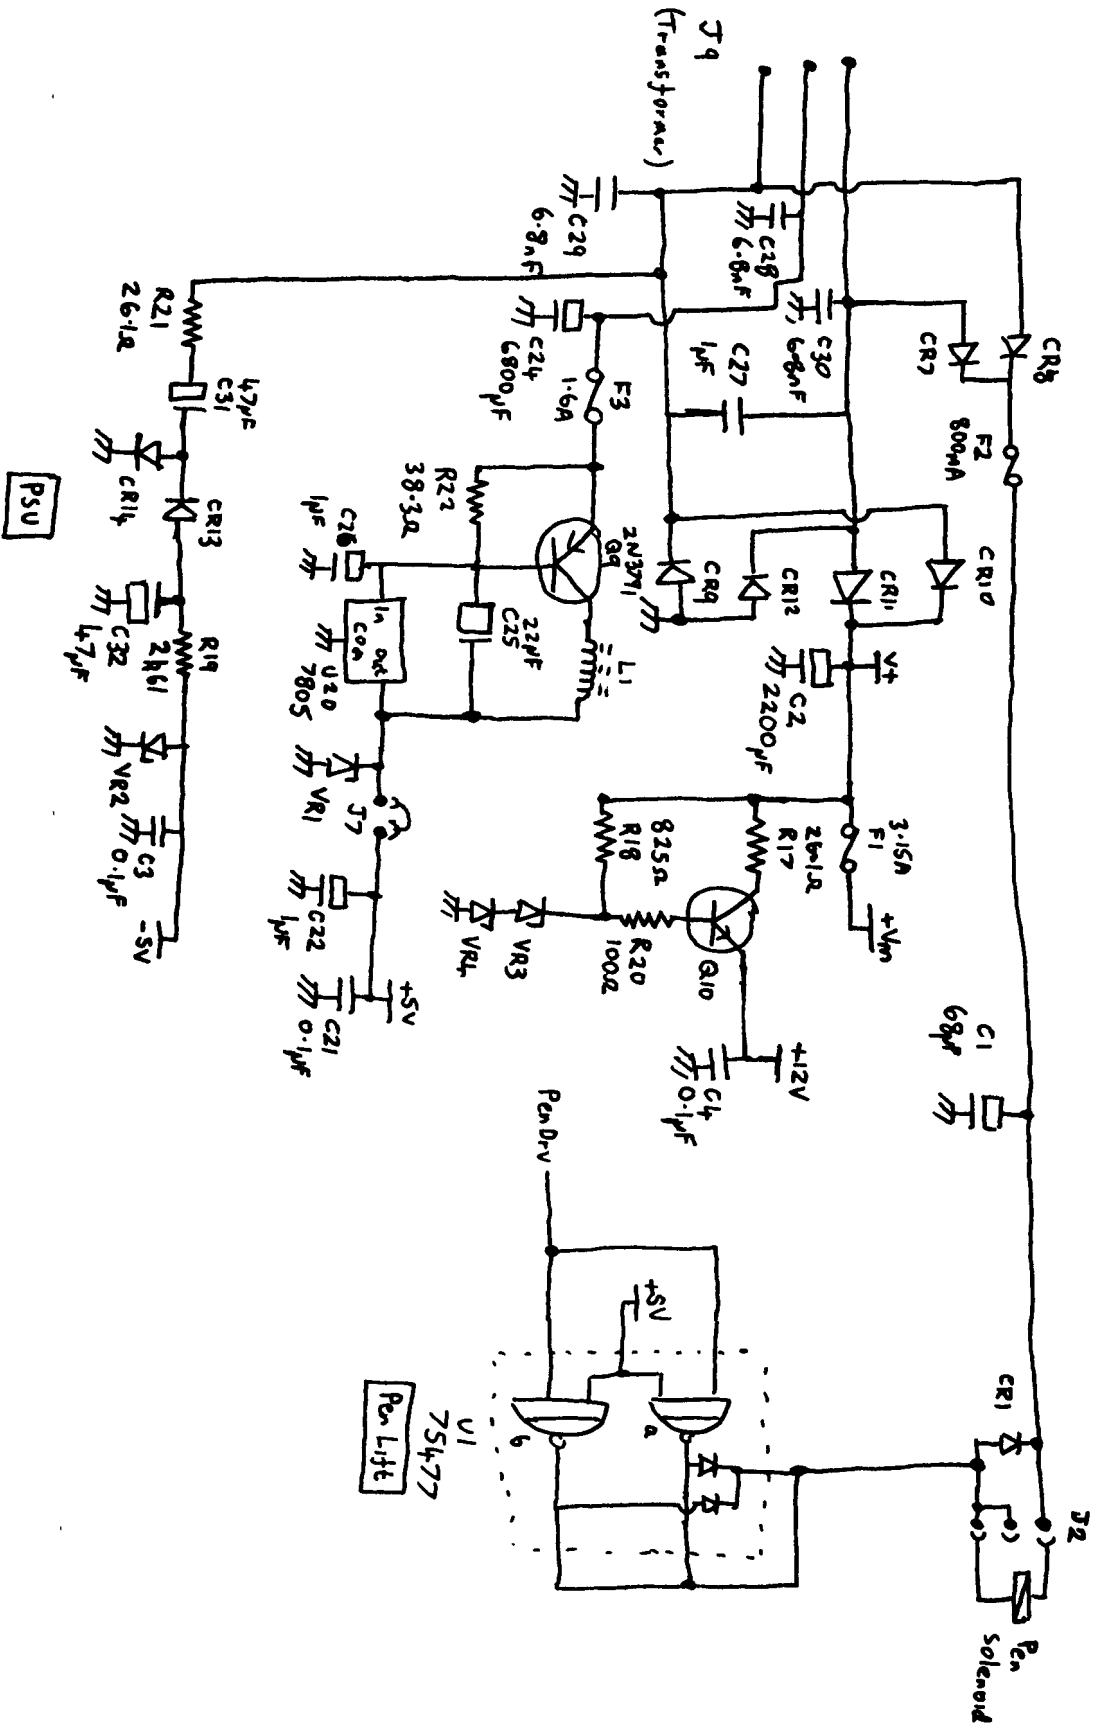 J9
(Transformer)
CR8
CR7
F2
800mA
C28
6.8nF
C30
6.8nF
C27
1µF
C29
6.8nF
C24
6800µF
F3
1.6A
CR10
CR11
CR12
CR9
V+
C2
2200µF
F1
3.15A
+Vm
R17
R18
825Ω
R20
100Ω
Q10
VR3
VR4
+12V
C4
0.1µF
C1
68µF
2N3791
Q9
R22
38.3Ω
L1
C25
22µF
C26
1µF
In
Com
Out
U20
7805
VR1
J7
C22
1µF
+5V
C21
0.1µF
R21
26.1Ω
47µF
C31
CR14
CR13
C32
47µF
R19
2k61
VR2
C3
0.1µF
-5V
PSU
PenDrv
+5V
a
b
U1
75477
Pen Lift
CR1
J2
Pen
Solenoid